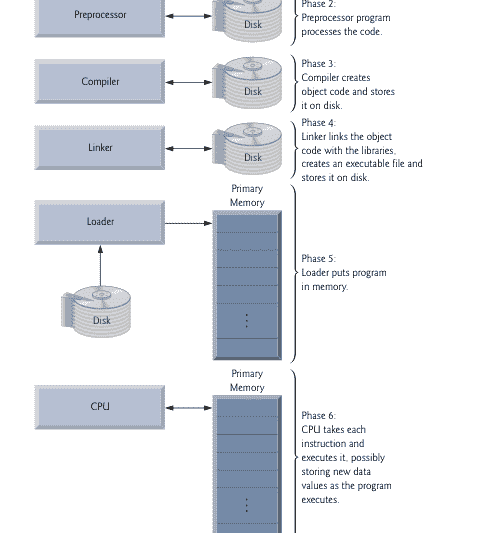 Phase 2:
Preprocessor
Disk
Preprocessor program
processes the code.
Compiler
Disk
Phase 3:
Compiler creates
object code and stores
it on disk.
Linker
Disk
Phase 4:
Linker links the object
code with the libraries,
creates an executable file and
stores it on disk.
Primary
Memory
Loader
Disk
Phase 5:
Loader puts program
in memory.
Primary
Memory
CPU
Phase 6:
CPU takes each
instruction and
executes it, possibly
storing new data
values as the program
executes.